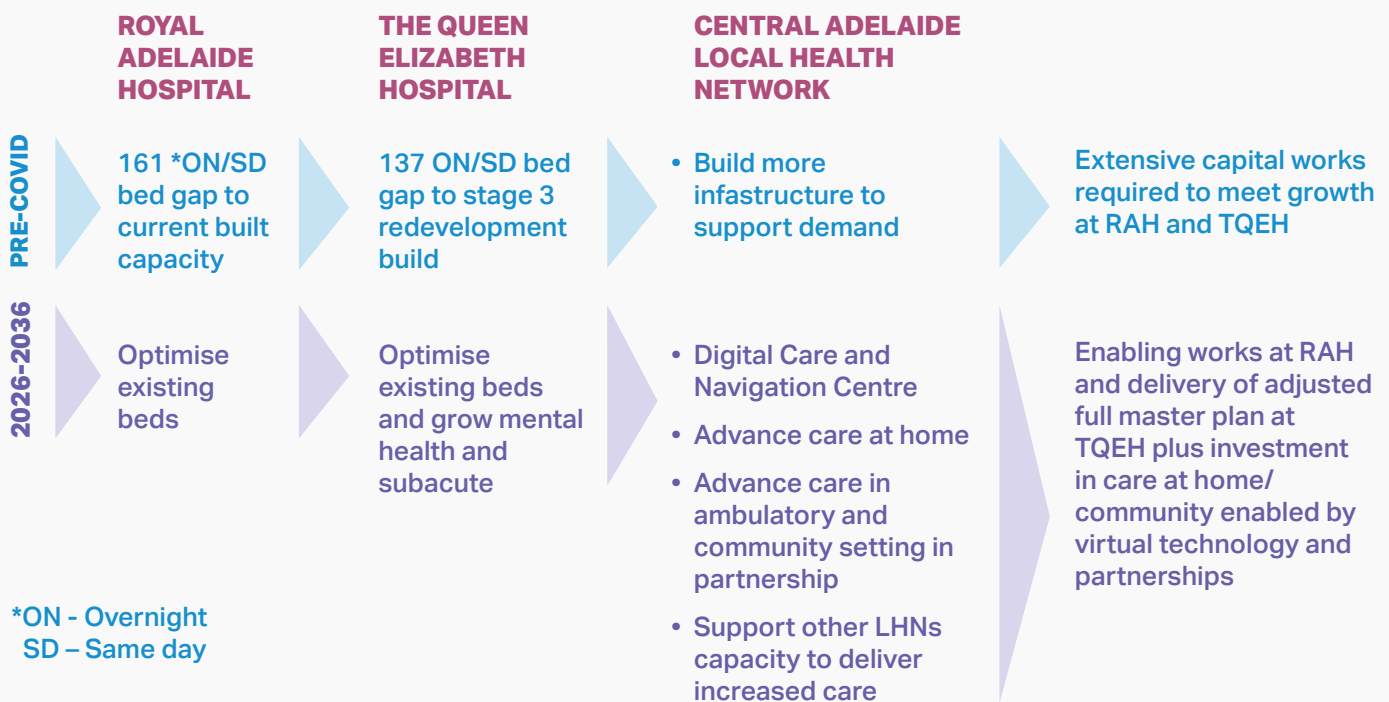 ROYAL
ADELAIDE
HOSPITAL
THE QUEEN
ELIZABETH
HOSPITAL
CENTRAL ADELAIDE
LOCAL HEALTH
NETWORK
PRE-COVID
161 *ON/SD
bed gap to
current built
capacity
137 ON/SD bed
gap to stage 3
redevelopment
build
• Build more
infastructure to
support demand
Extensive capital works
required to meet growth
at RAH and TQEH
2026-2036
Optimise
existing
beds
Optimise
existing beds
and grow mental
health and
subacute
• Digital Care and
Navigation Centre
• Advance care at home
• Advance care in
ambulatory and
community setting in
partnership
• Support other LHNs
capacity to deliver
increased care
Enabling works at RAH
and delivery of adjusted
full master plan at
TQEH plus investment
in care at home/
community enabled by
virtual technology and
partnerships
*ON - Overnight
SD – Same day